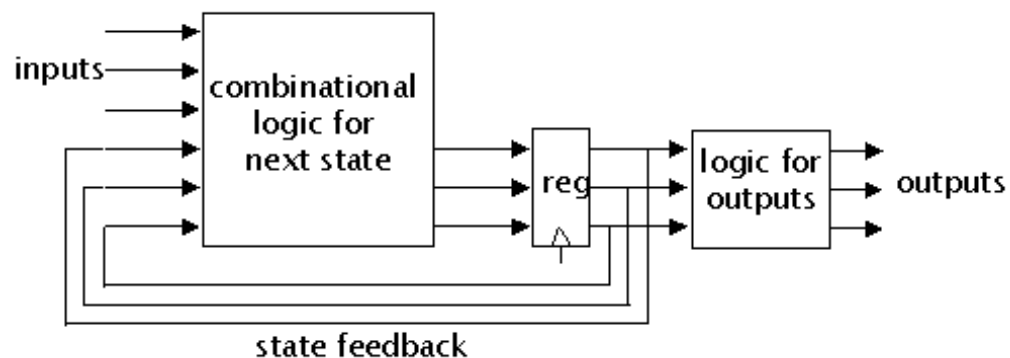 inputs
combinational
logic for
next state
reg
logic for
outputs
outputs
state feedback